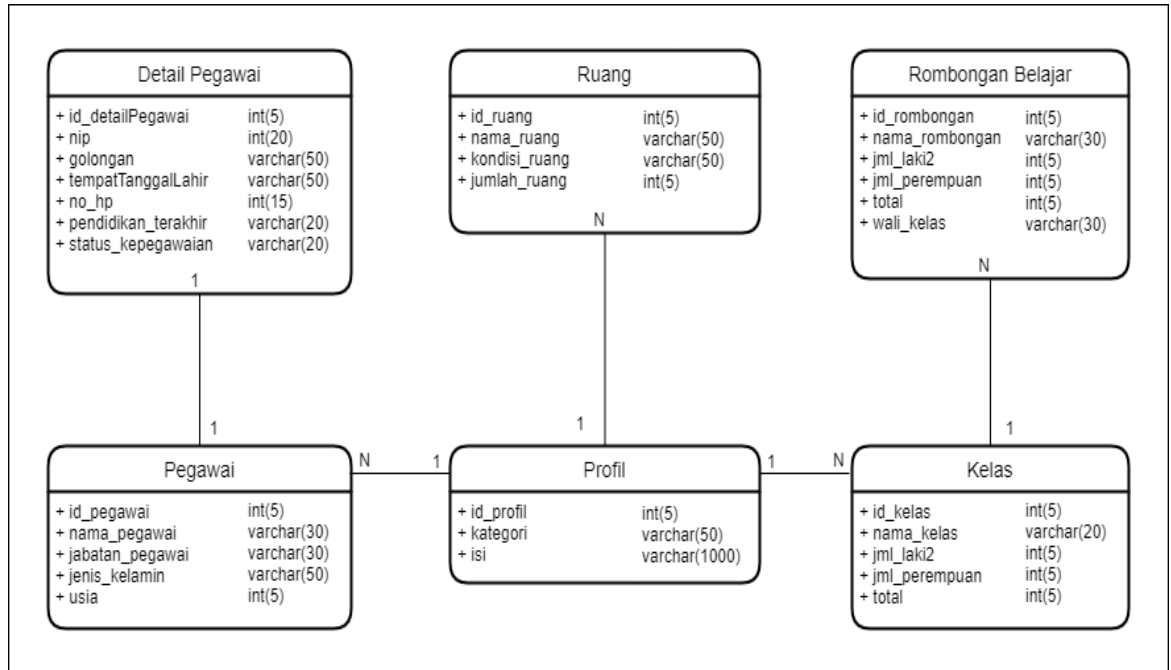 Detail Pegawai
+ id_detailPegawai int(5)
+ nip int(20)
+ golongan varchar(50)
+ tempatTanggalLahir varchar(50)
+ no_hp int(15)
+ pendidikan_terakhir varchar(20)
+ status_kepegawaian varchar(20)
1
Ruang
+ id_ruang int(5)
+ nama_ruang varchar(50)
+ kondisi_ruang varchar(50)
+ jumlah_ruang int(5)
N
Rombongan Belajar
+ id_rombongan int(5)
+ nama_rombongan varchar(30)
+ jml_laki2 int(5)
+ jml_perempuan int(5)
+ total int(5)
+ wali_kelas varchar(30)
N
1
1
1
Pegawai
+ id_pegawai int(5)
+ nama_pegawai varchar(30)
+ jabatan_pegawai varchar(30)
+ jenis_kelamin varchar(50)
+ usia int(5)
N
1
Profil
+ id_profil int(5)
+ kategori varchar(50)
+ isi varchar(1000)
1
N
Kelas
+ id_kelas int(5)
+ nama_kelas varchar(20)
+ jml_laki2 int(5)
+ jml_perempuan int(5)
+ total int(5)